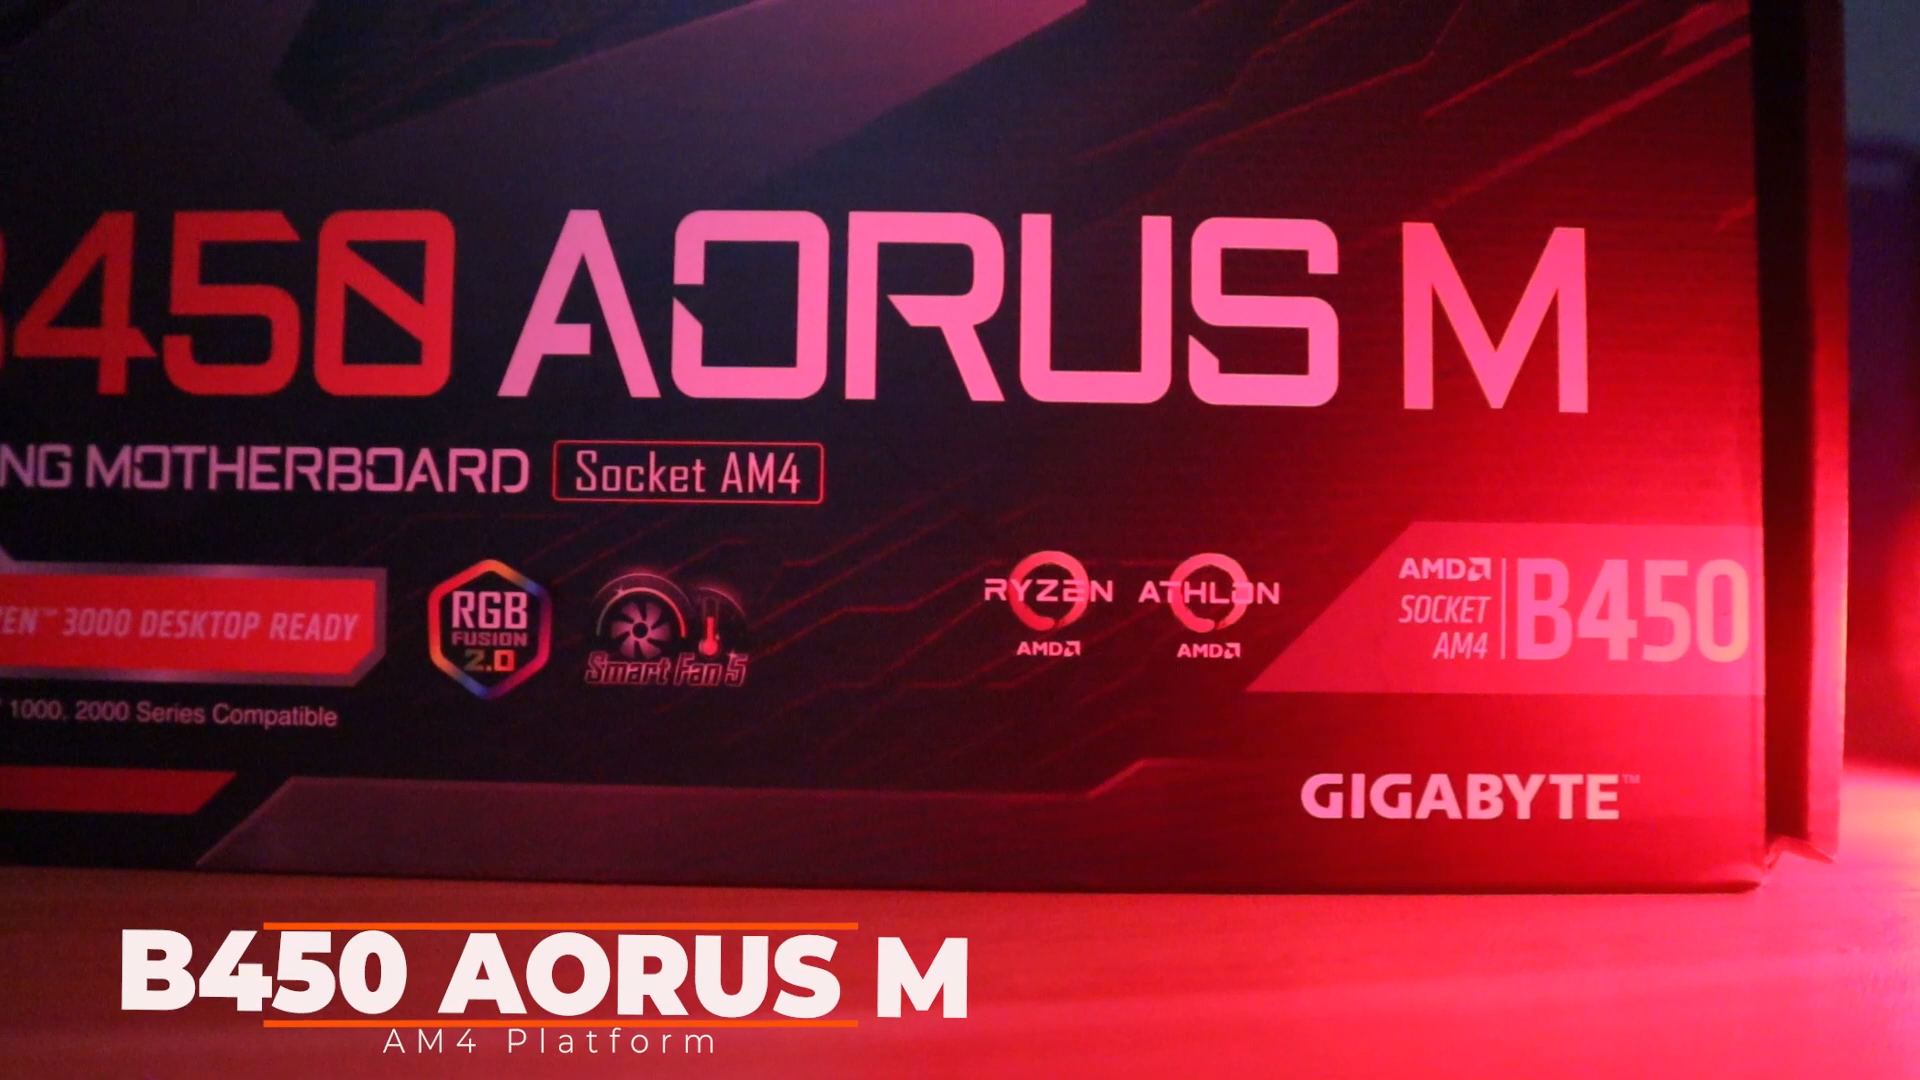 450 AORUS M
NG MOTHERBOARD Socket AM4
EN™ 3000 DESKTOP READY
1000, 2000 Series Compatible
RGB
FUSION
2.0
Smart Fan 5
RYZEN
AMD
ATHLON
AMD
AMD
SOCKET
AM4
B450
GIGABYTE™
B450 AORUS M
AM4 Platform